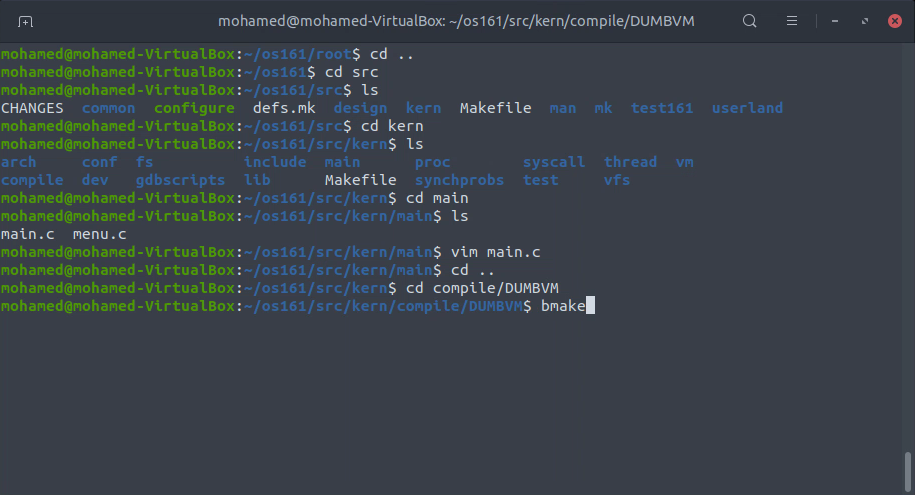 mohamed@mohamed-VirtualBox: ~/os161/src/kern/compile/DUMBVM
mohamed@mohamed-VirtualBox:~/os161/root$ cd ..
mohamed@mohamed-VirtualBox:~/os161$ cd src
mohamed@mohamed-VirtualBox:~/os161/src$ ls
CHANGES  common  configure  defs.mk  design  kern  Makefile  man  mk  test161  userland
mohamed@mohamed-VirtualBox:~/os161/src$ cd kern
mohamed@mohamed-VirtualBox:~/os161/src/kern$ ls
arch     conf  fs          include  main      proc        syscall  thread  vm
compile  dev   gdbscripts  lib      Makefile  synchprobs  test     vfs
mohamed@mohamed-VirtualBox:~/os161/src/kern$ cd main
mohamed@mohamed-VirtualBox:~/os161/src/kern/main$ ls
main.c  menu.c
mohamed@mohamed-VirtualBox:~/os161/src/kern/main$ vim main.c
mohamed@mohamed-VirtualBox:~/os161/src/kern/main$ cd ..
mohamed@mohamed-VirtualBox:~/os161/src/kern$ cd compile/DUMBVM
mohamed@mohamed-VirtualBox:~/os161/src/kern/compile/DUMBVM$ bmake